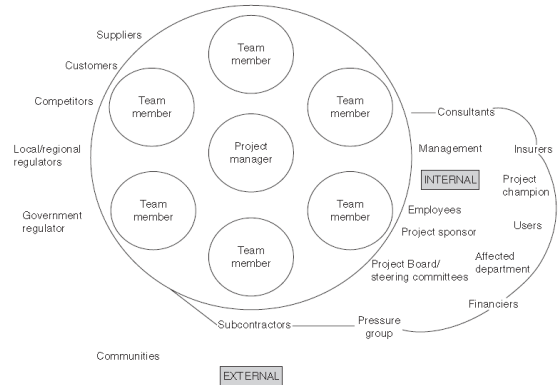 Suppliers
Customers
Competitors
Local/regional
regulators
Government
regulator
Communities
EXTERNAL
Team
member
Team
member
Team
member
Project
manager
Team
member
Team
member
Team
member
Consultants
Management
Insurers
INTERNAL
Project
champion
Employees
Users
Project sponsor
Affected
department
Project Board/
steering committees
Financiers
Subcontractors
Pressure
group